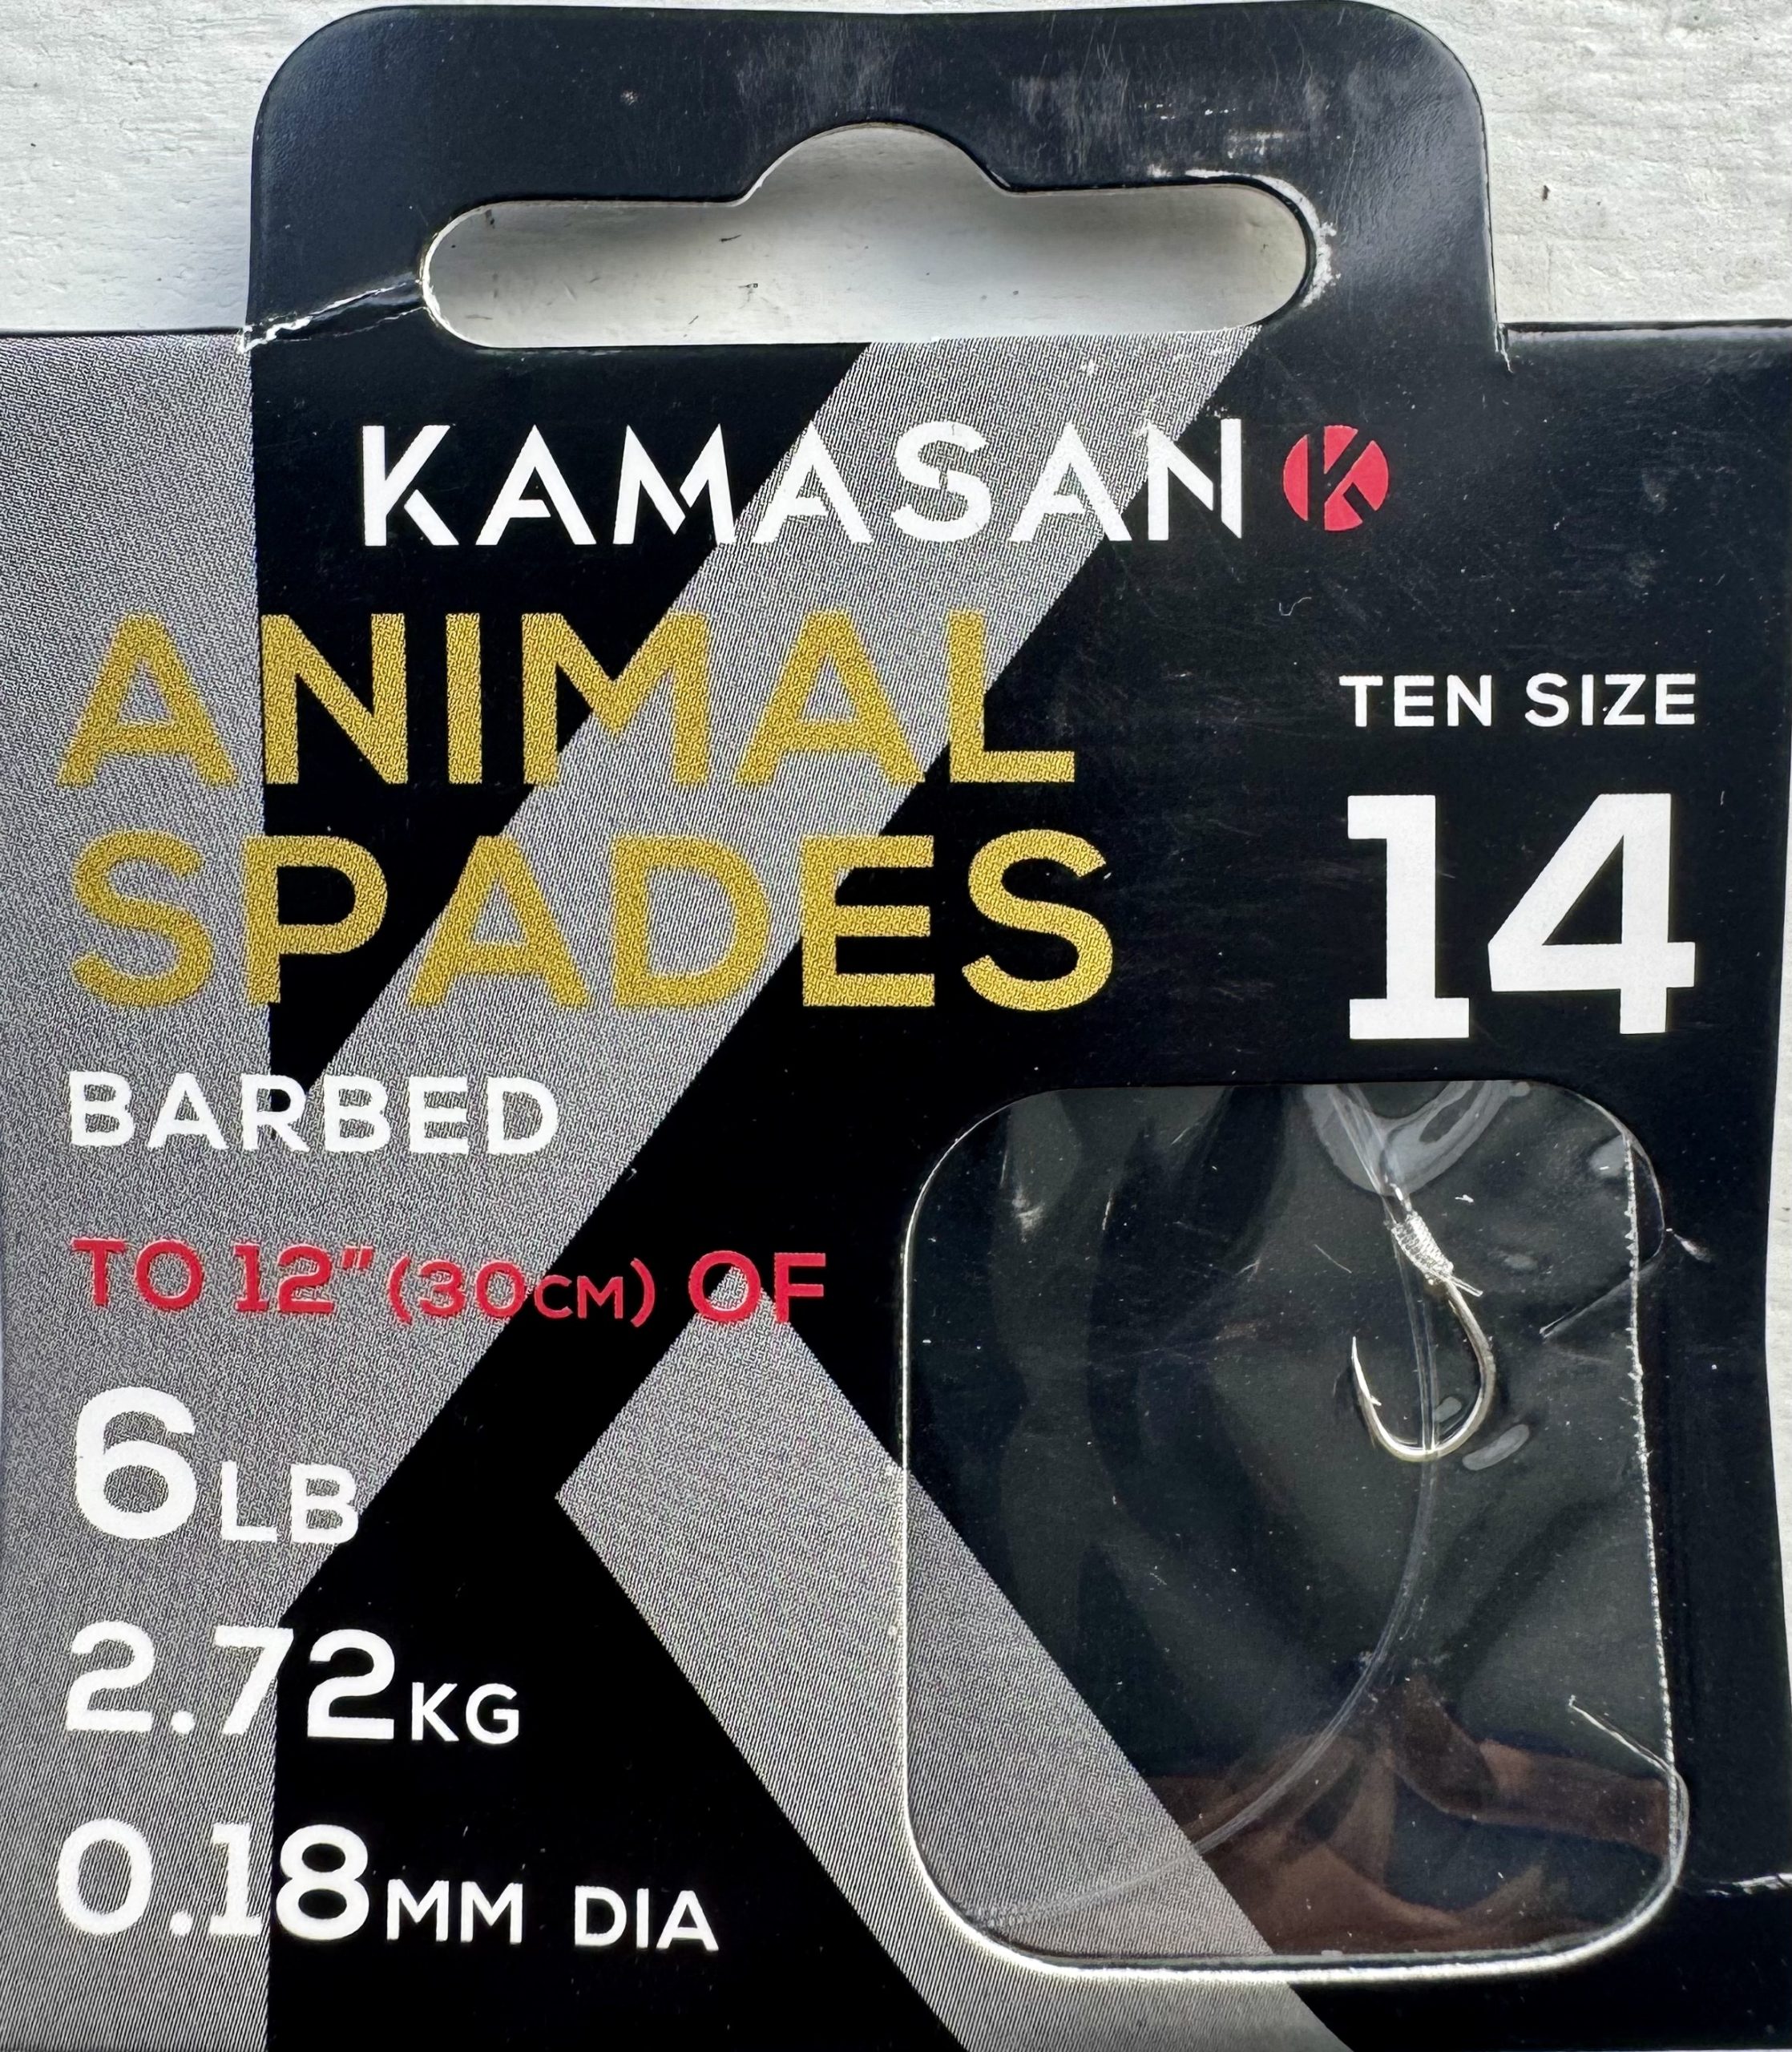 KAMASAN K
ANIMAL
SPADES
TEN SIZE
14
BARBED
TO 12" (30CM) OF
6LB
2.72KG
0.18MM DIA